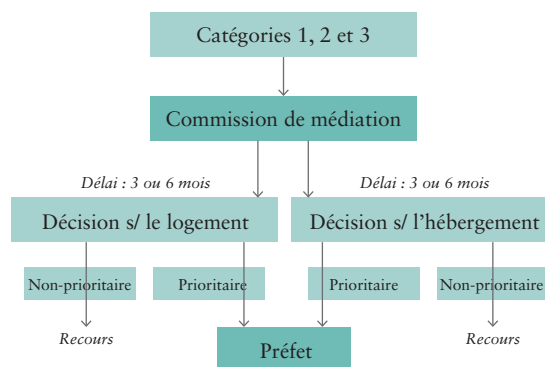 Catégories 1, 2 et 3
Commission de médiation
Délai : 3 ou 6 mois
Délai : 3 ou 6 mois
Décision s/ le logement
Décision s/ l'hébergement
Non-prioritaire
Prioritaire
Prioritaire
Non-prioritaire
Recours
Préfet
Recours